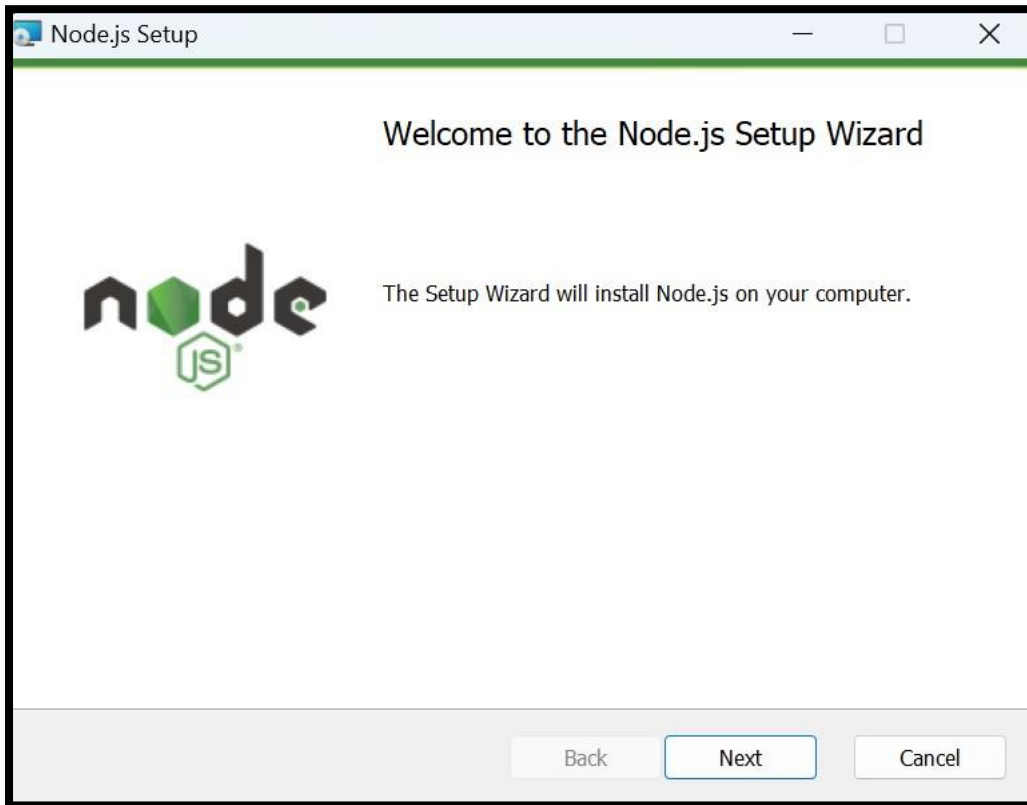 Node.js Setup
Welcome to the Node.js Setup Wizard
The Setup Wizard will install Node.js on your computer.
node
JS®
Back
Next
Cancel